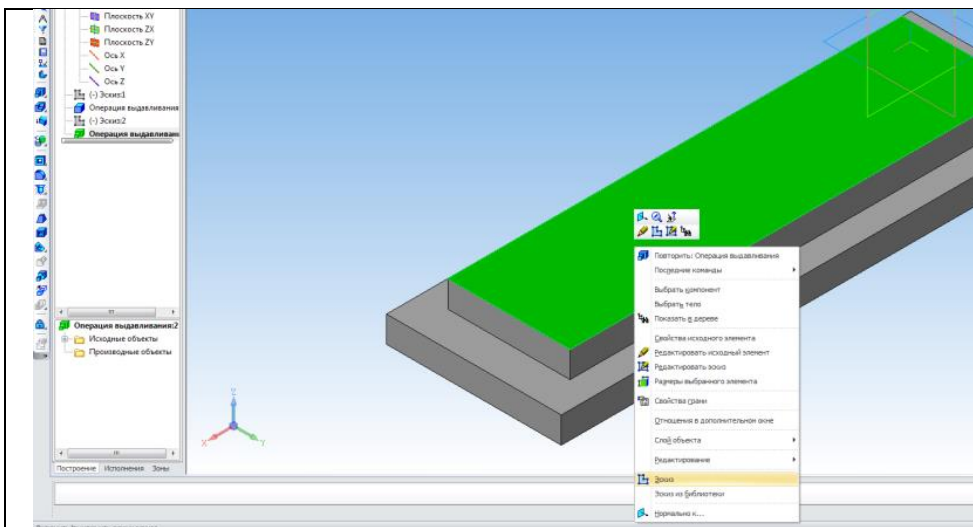 Плоскость XY
Плоскость ZX
Плоскость ZY
Ось X
Ось Y
Ось Z
(-) Эскиз:1
Операция выдавливания
(-) Эскиз:2
Операция выдавливан
Операция выдавливания:2
Исходные объекты
Производные объекты
Построение Исполнения Зоны
Z
X Y
Повторить: Операция выдавливания
Последние команды
Выбрать компонент
Выбрать тело
Показать в дереве
Свойства исходного элемента
Редактировать исходный элемент
Редактировать эскиз
Размеры выбранного элемента
Свойства грани
Отношения в дополнительном окне
Слой объекта
Редактирование
Эскиз
Эскиз из библиотеки
Нормально к...